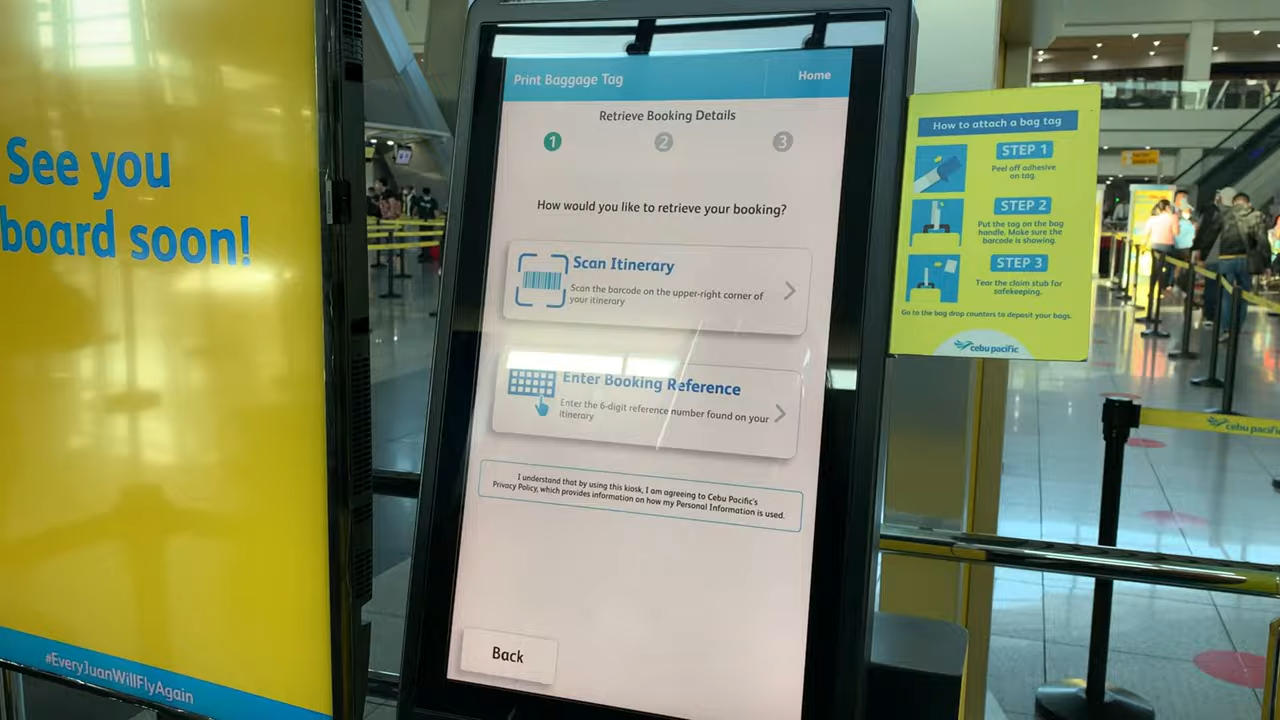 See you
board soon!
#EveryJuanWillFlyAgain
Print Baggage Tag
Home
Retrieve Booking Details
1
2
3
How would you like to retrieve your booking?
Scan Itinerary
Scan the barcode on the upper-right corner of
your itinerary
Enter Booking Reference
Enter the 6-digit reference number found on your
itinerary
I understand that by using this kiosk, I am agreeing to Cebu Pacific's
Privacy Policy, which provides information on how my Personal Information is used.
Back
How to attach a bag tag
STEP 1
Peel off adhesive
on tag.
STEP 2
Put the tag on the bag
handle. Make sure the
barcode is showing.
STEP 3
Tear the claim stub for
safekeeping.
Go to the bag drop counters to deposit your bags.
cebu pacific
cebu pacific